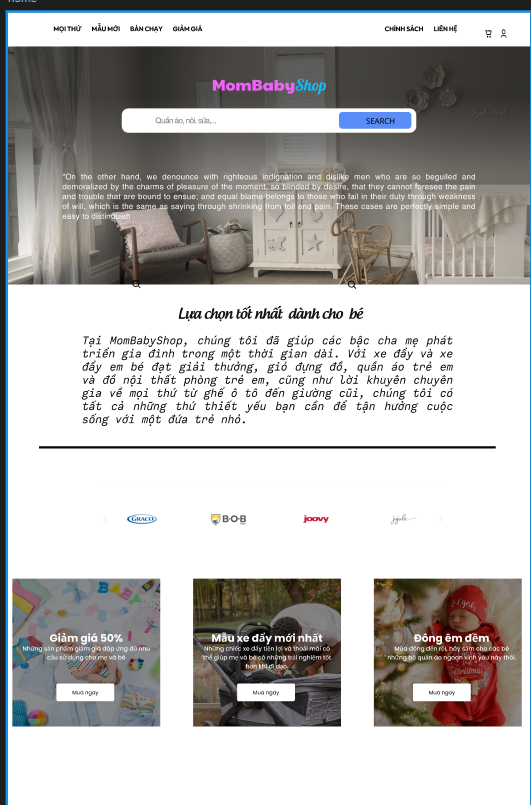 home
MỌI THỨ MẪU MỚI BÁN CHẠY GIẢM GIÁ CHÍNH SÁCH LIÊN HỆ
MomBabyShop
Quần áo, nôi, sữa,... SEARCH
"On the other hand, we denounce with righteous indignation and dislike men who are so beguiled and
demoralized by the charms of pleasure of the moment, so blinded by desire, that they cannot foresee the pain
and trouble that are bound to ensue; and equal blame belongs to those who fail in their duty through weakness
of will, which is the same as saying through shrinking from toil and pain. These cases are perfectly simple and
easy to distinguish
Lựa chọn tốt nhất dành cho bé
Tại MomBabyShop, chúng tôi đã giúp các bậc cha mẹ phát
triển gia đình trong một thời gian dài. Với xe đẩy và xe
đẩy em bé đạt giải thưởng, giỏ đựng đồ, quần áo trẻ em
và đồ nội thất phòng trẻ em, cũng như lời khuyên chuyên
gia về mọi thứ từ ghế ô tô đến giường cũi, chúng tôi có
tất cả những thứ thiết yếu bạn cần để tận hưởng cuộc
sống với một đứa trẻ nhỏ.
GRACO B·O·B joovy
Giảm giá 50%
Những sản phẩm giảm giá đáp ứng đủ nhu
cầu sử dụng cho mẹ và bé
Mua ngay
Mẫu xe đẩy mới nhất
Những chiếc xe đẩy tiện lợi và thoải mái có
thể giúp mẹ và bé có những trải nghiệm tốt
hơn khi đi dạo.
Mua ngay
Đông êm đềm
Mùa đông đến rồi, hãy sắm cho các bé
những bộ quần áo ngoan xinh yêu này thôi.
Mua ngay